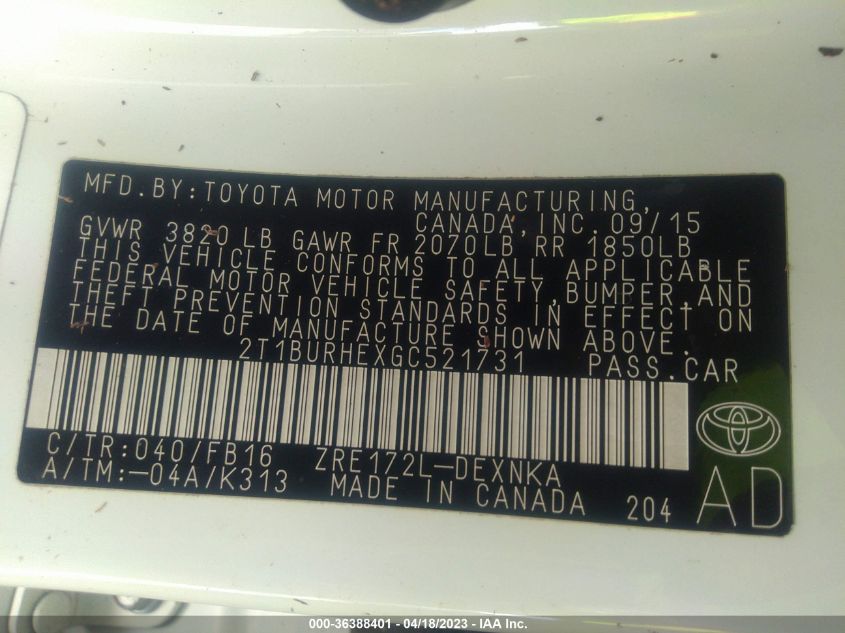 MFD.BY:TOYOTA MOTOR MANUFACTURING,
CANADA,INC. 09/15
GVWR 3820 LB GAWR FR 2070LB RR 1850LB
THIS VEHICLE CONFORMS TO ALL APPLICABLE
FEDERAL MOTOR VEHICLE SAFETY,BUMPER,AND
THEFT PREVENTION STANDARDS IN EFFECT ON
THE DATE OF MANUFACTURE SHOWN ABOVE.
2T1BURHEXGC521731 PASS.CAR
C/TR:040/FB16 ZRE172L-DEXNKA
A/TM:-04A/K313 MADE IN CANADA 204 AD
000-36388401 - 04/18/2023 - IAA Inc.